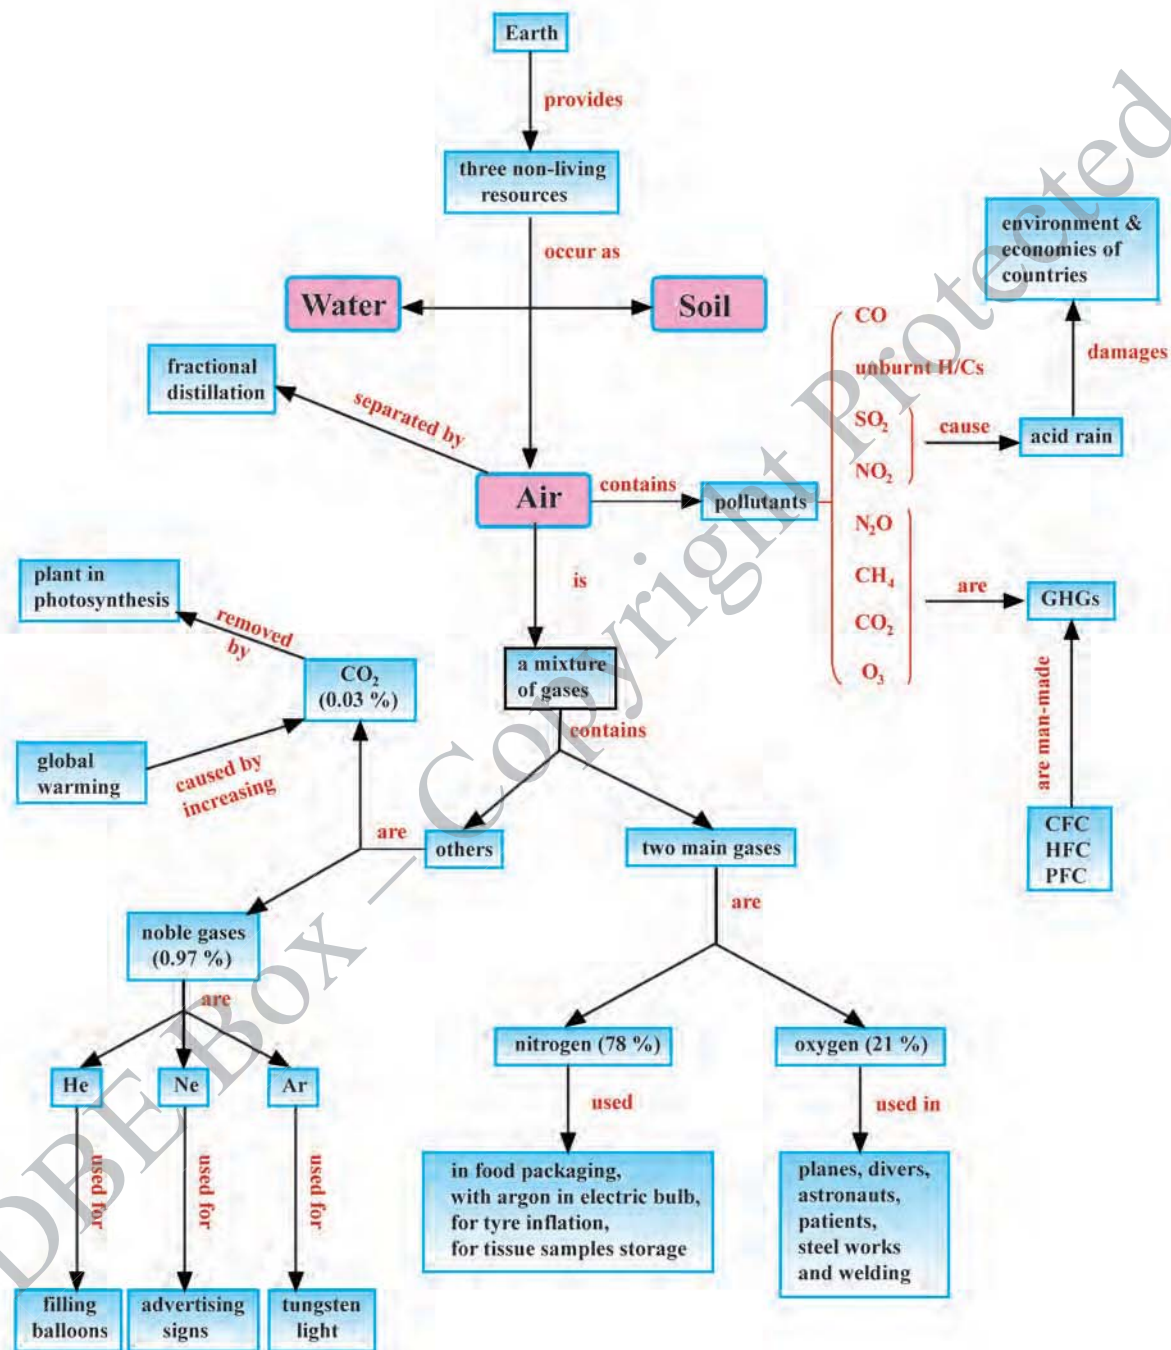 Earth
provides
three non-living
resources
occur as
Water
Soil
environment &
economies of
countries
damages
fractional
distillation
separated by
CO
unburnt H/Cs
SO₂
NO₂
cause
acid rain
Air
contains
pollutants
N₂O
CH₄
CO₂
O₃
are
GHGs
are man-made
CFC
HFC
PFC
is
plant in
photosynthesis
removed
by
CO₂
(0.03 %)
a mixture
of gases
contains
global
warming
caused by
increasing
are
others
two main gases
are
noble gases
(0.97 %)
are
He
Ne
Ar
used for
used for
used for
filling
balloons
advertising
signs
tungsten
light
nitrogen (78 %)
oxygen (21 %)
used
used in
in food packaging,
with argon in electric bulb,
for tyre inflation,
for tissue samples storage
planes, divers,
astronauts,
patients,
steel works
and welding
DBE Box _ Copyright Protected